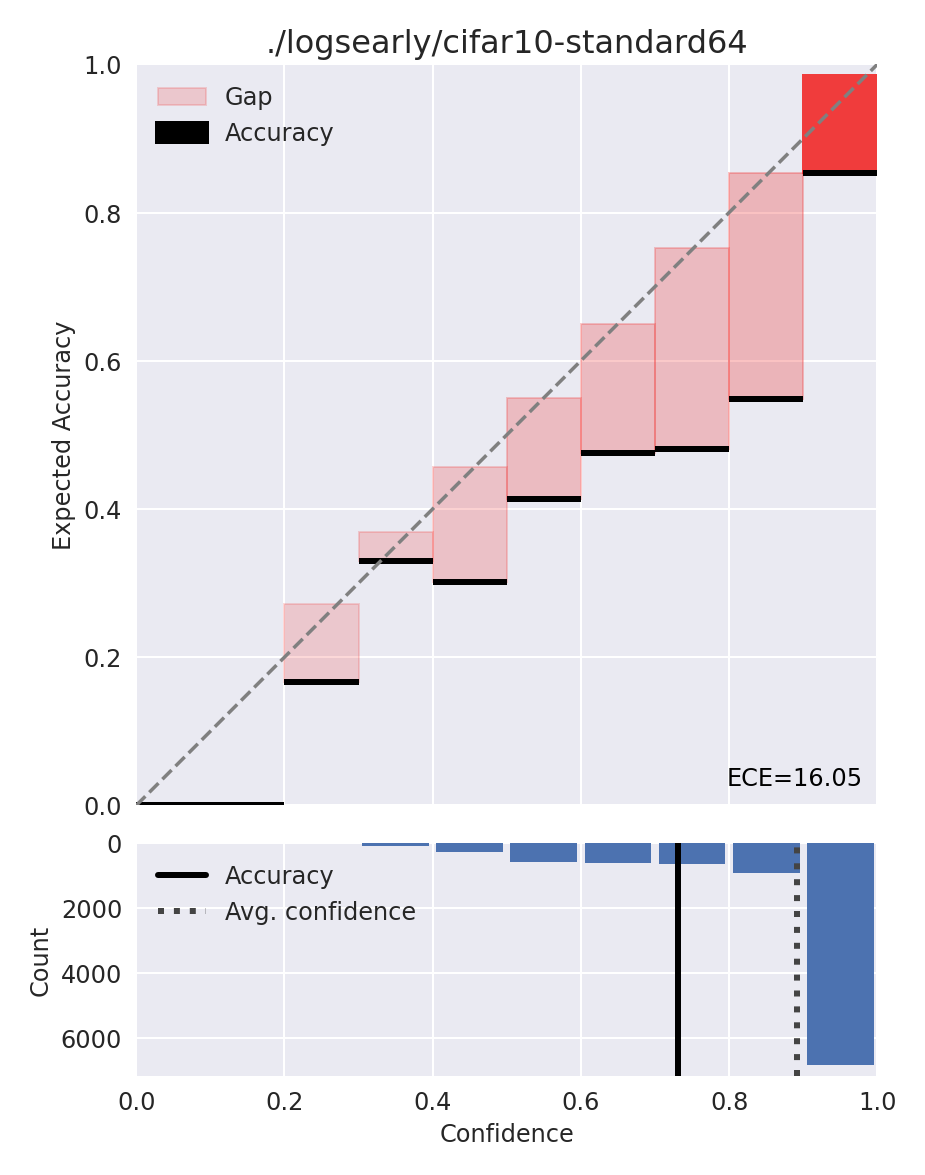 ./logsearly/cifar10-standard64
1.0
Gap
Accuracy
0.8
0.6
Expected Accuracy
0.4
0.2
ECE=16.05
0.0
0
Accuracy
2000
Avg. confidence
Count
4000
6000
0.0 0.2 0.4 0.6 0.8 1.0
Confidence